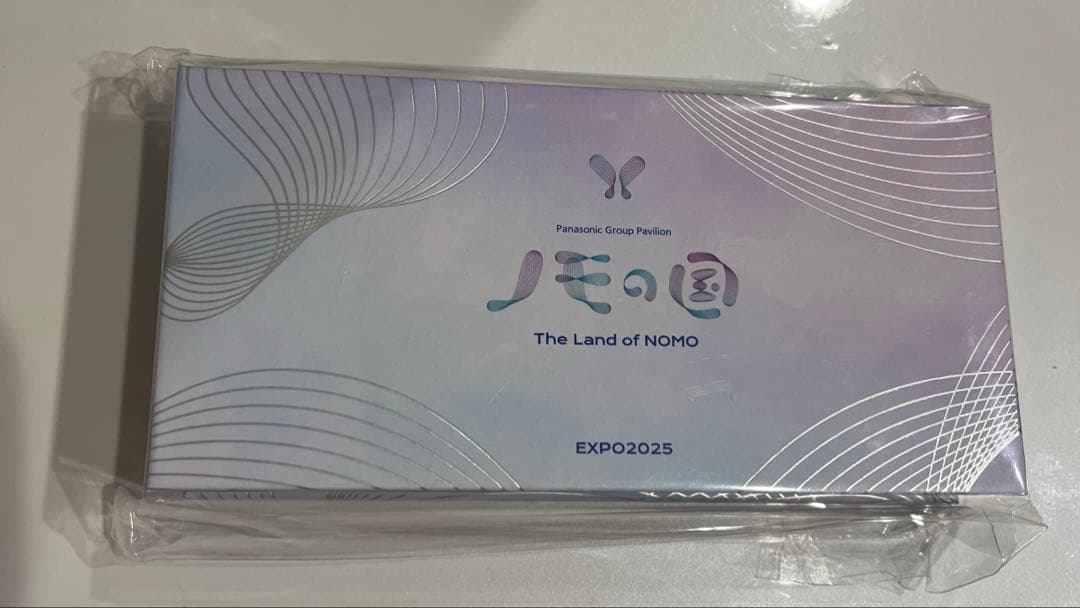 Panasonic Group Pavilion
ノモの国
The Land of NOMO
EXPO2025